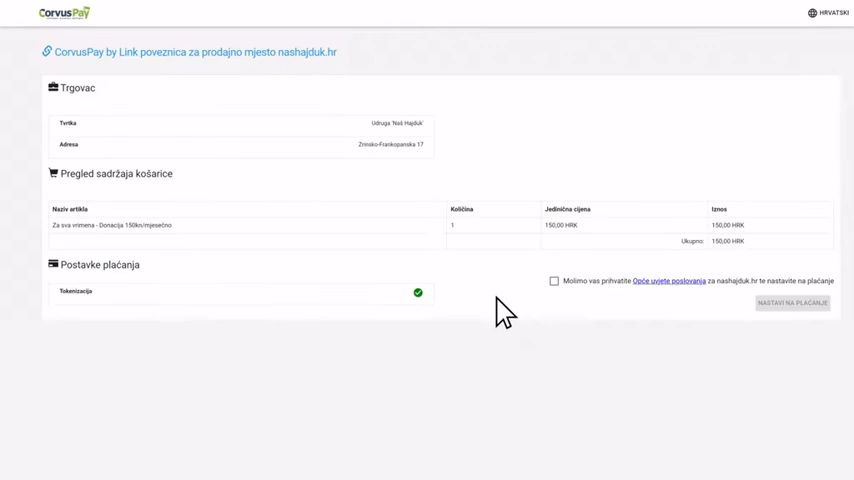 CorvusPay
HRVATSKI
CorvusPay by Link poveznica za prodajno mjesto nashajduk.hr
Trgovac
Tvrtka Udruga 'Naš Hajduk'
Adresa Zrinsko-Frankopanska 17
Pregled sadržaja košarice
Naziv artikla Količina Jedinična cijena Iznos
Za sva vrimena - Donacija 150kn/mjesečno 1 150,00 HRK 150,00 HRK
Ukupno: 150,00 HRK
Postavke plaćanja
Molimo vas prihvatite Opće uvjete poslovanja za nashajduk.hr te nastavite na plaćanje
Tokenizacija
NASTAVI NA PLAĆANJE